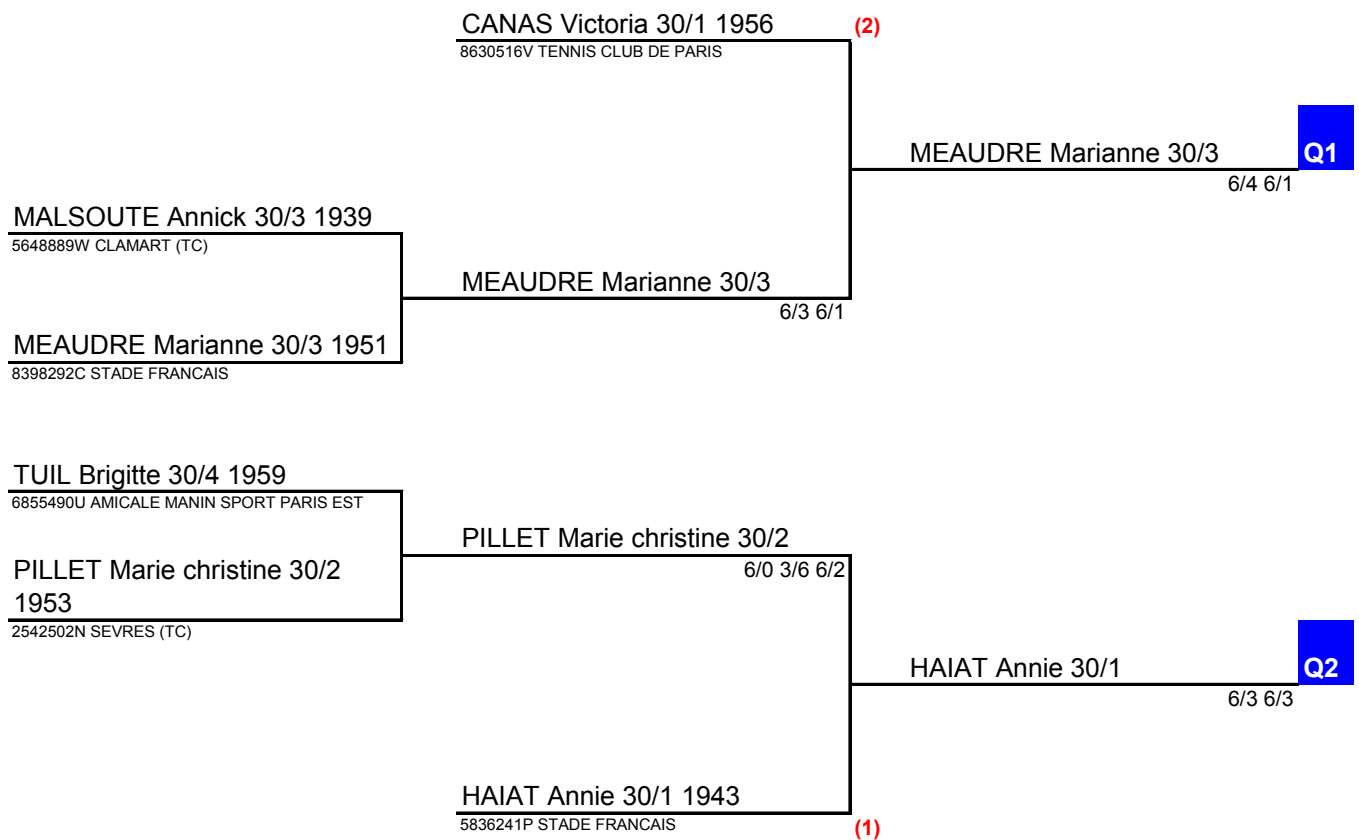 CANAS Victoria 30/1 1956
(2)
8630516V TENNIS CLUB DE PARIS
MEAUDRE Marianne 30/3
Q1
6/4 6/1
MALSOUTE Annick 30/3 1939
5648889W CLAMART (TC)
MEAUDRE Marianne 30/3
6/3 6/1
MEAUDRE Marianne 30/3 1951
8398292C STADE FRANCAIS
TUIL Brigitte 30/4 1959
6855490U AMICALE MANIN SPORT PARIS EST
PILLET Marie christine 30/2
6/0 3/6 6/2
PILLET Marie christine 30/2
1953
2542502N SEVRES (TC)
HAIAT Annie 30/1
Q2
6/3 6/3
HAIAT Annie 30/1 1943
5836241P STADE FRANCAIS
(1)